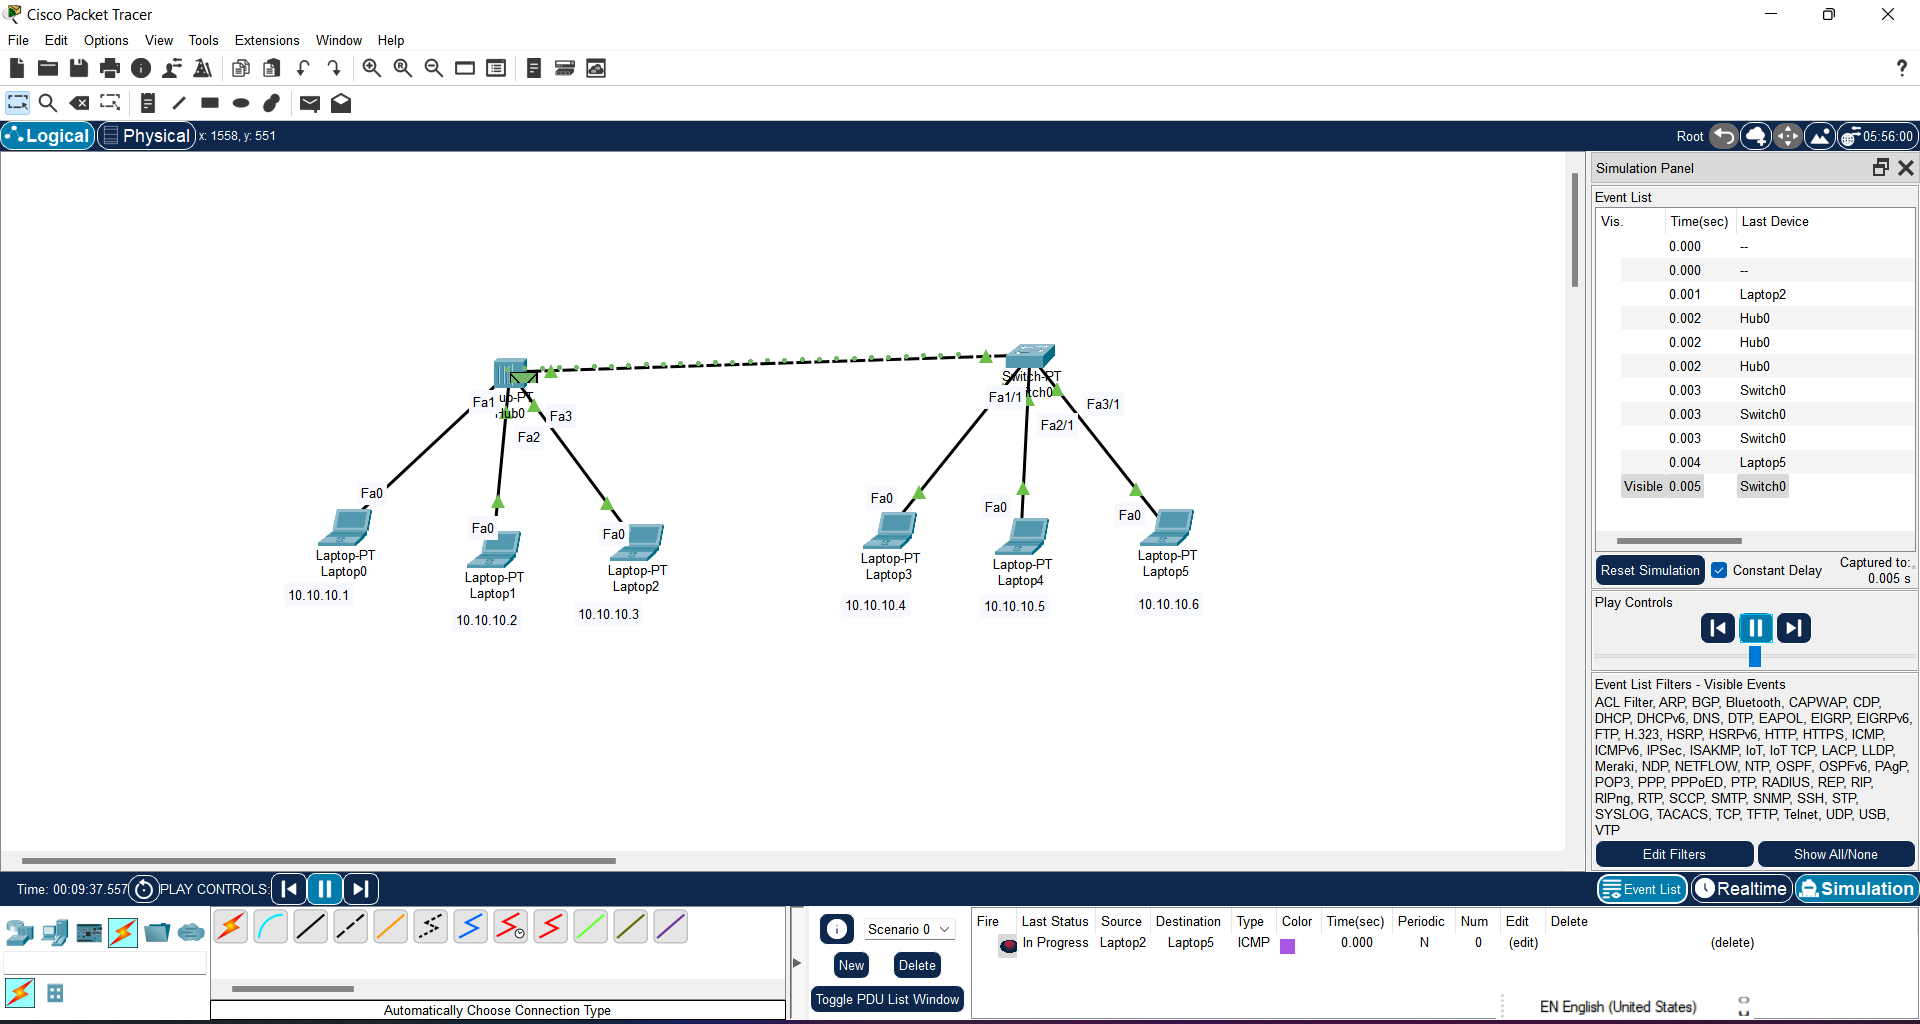 Cisco Packet Tracer
File Edit Options View Tools Extensions Window Help
?
Logical Physical x: 1558, y: 551
Root 05:56:00
Simulation Panel
Event List
Vis. Time(sec) Last Device
0.000 --
0.000 --
0.001 Laptop2
0.002 Hub0
0.002 Hub0
0.002 Hub0
0.003 Switch0
0.003 Switch0
0.003 Switch0
0.004 Laptop5
Visible 0.005 Switch0
Reset Simulation Constant Delay Captured to:
0.005 s
Play Controls
Event List Filters - Visible Events
ACL Filter, ARP, BGP, Bluetooth, CAPWAP, CDP,
DHCP, DHCPv6, DNS, DTP, EAPOL, EIGRP, EIGRPv6,
FTP, H.323, HSRP, HSRPv6, HTTP, HTTPS, ICMP,
ICMPv6, IPSec, ISAKMP, IoT, IoT TCP, LACP, LLDP,
Meraki, NDP, NETFLOW, NTP, OSPF, OSPFv6, PAgP,
POP3, PPP, PPPoED, PTP, RADIUS, REP, RIP,
RIPng, RTP, SCCP, SMTP, SNMP, SSH, STP,
SYSLOG, TACACS, TCP, TFTP, Telnet, UDP, USB,
VTP
Edit Filters Show All/None
Switch-PT
tch0
Fa1/1
Fa2/1
Fa3/1
ub-PT
Hub0
Fa1
Fa2
Fa3
Fa0
Laptop-PT
Laptop0
10.10.10.1
Fa0
Laptop-PT
Laptop1
10.10.10.2
Fa0
Laptop-PT
Laptop2
10.10.10.3
Fa0
Laptop-PT
Laptop3
10.10.10.4
Fa0
Laptop-PT
Laptop4
10.10.10.5
Fa0
Laptop-PT
Laptop5
10.10.10.6
Time: 00:09:37.557 PLAY CONTROLS:
Event List Realtime Simulation
Automatically Choose Connection Type
Scenario 0
New Delete
Toggle PDU List Window
Fire Last Status Source Destination Type Color Time(sec) Periodic Num Edit Delete
In Progress Laptop2 Laptop5 ICMP 0.000 N 0 (edit) (delete)
EN English (United States)